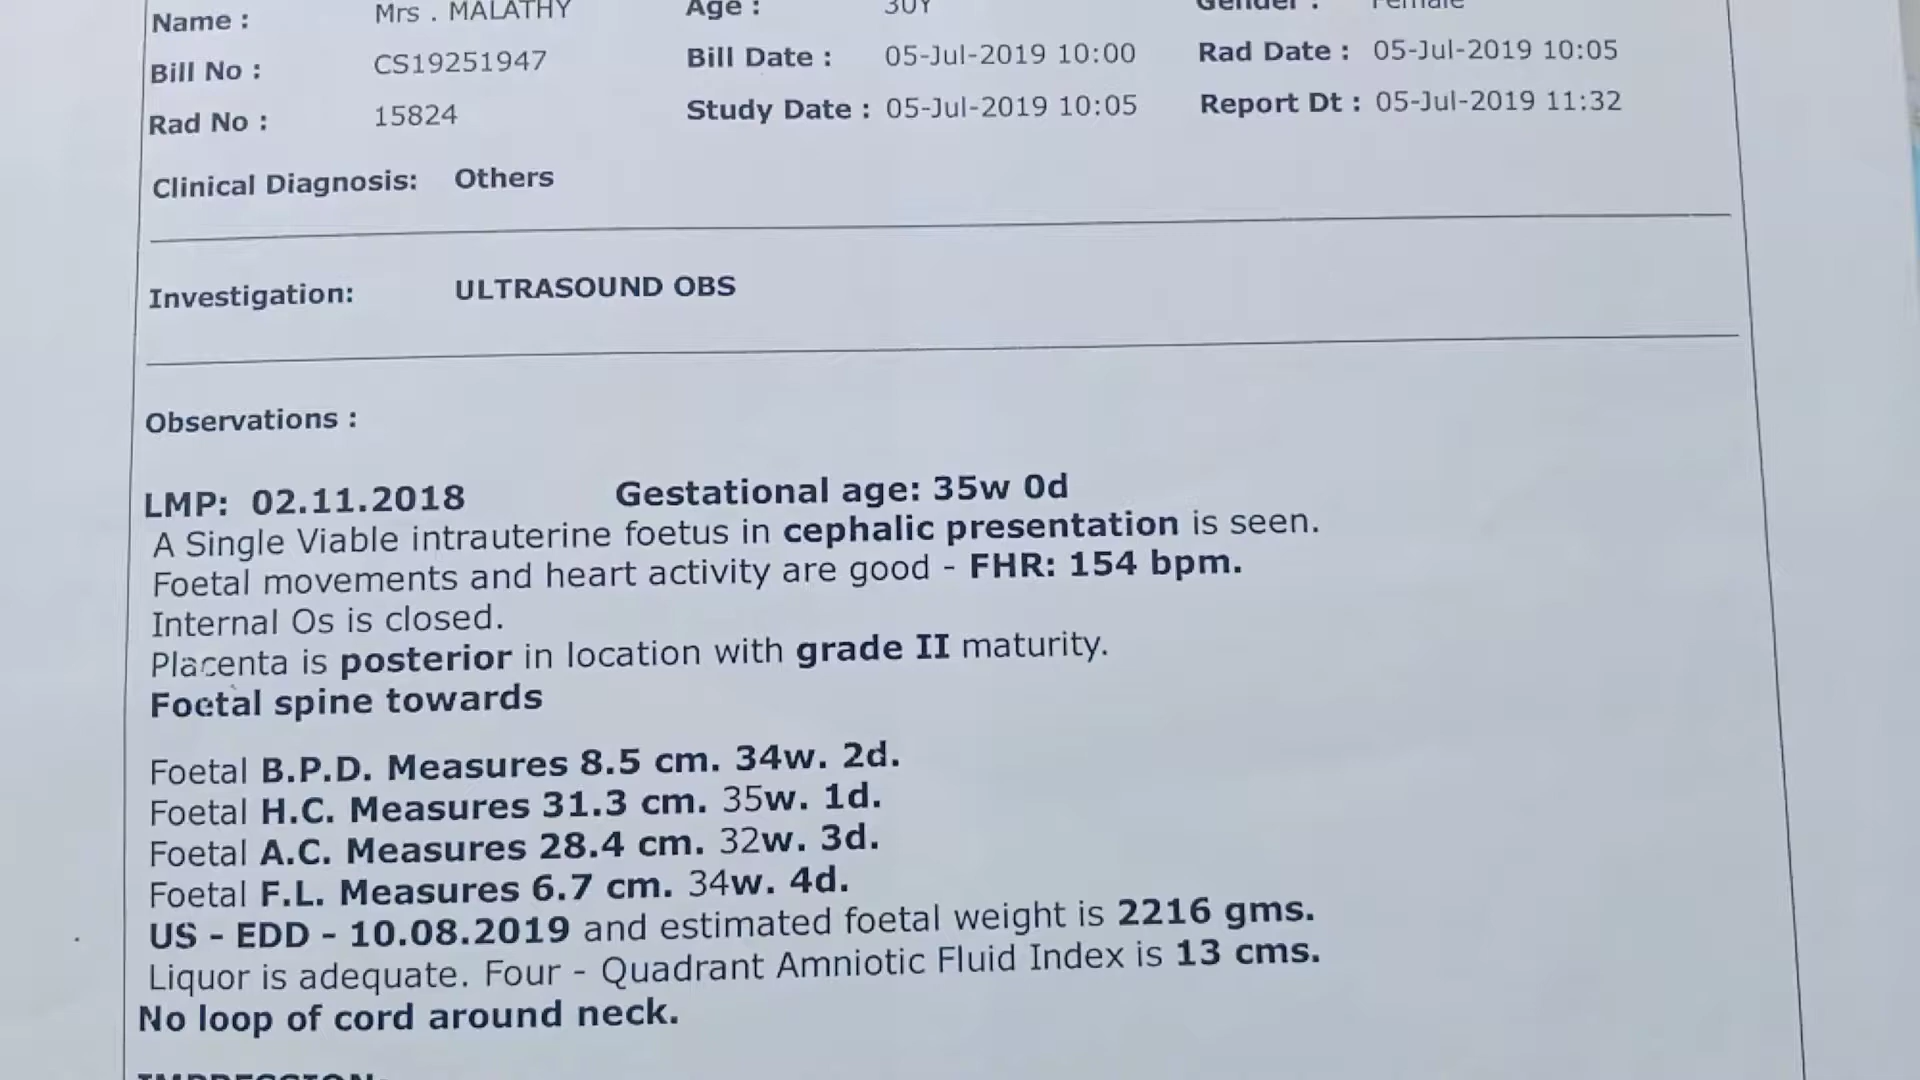 Name : Mrs . MALATHY Age : 30Y Gender : Female
Bill No : CS19251947 Bill Date : 05-Jul-2019 10:00 Rad Date : 05-Jul-2019 10:05
Rad No : 15824 Study Date : 05-Jul-2019 10:05 Report Dt : 05-Jul-2019 11:32
Clinical Diagnosis: Others
Investigation: ULTRASOUND OBS
Observations :
LMP: 02.11.2018 Gestational age: 35w 0d
A Single Viable intrauterine foetus in cephalic presentation is seen.
Foetal movements and heart activity are good - FHR: 154 bpm.
Internal Os is closed.
Placenta is posterior in location with grade II maturity.
Foetal spine towards
Foetal B.P.D. Measures 8.5 cm. 34w. 2d.
Foetal H.C. Measures 31.3 cm. 35w. 1d.
Foetal A.C. Measures 28.4 cm. 32w. 3d.
Foetal F.L. Measures 6.7 cm. 34w. 4d.
US - EDD - 10.08.2019 and estimated foetal weight is 2216 gms.
Liquor is adequate. Four - Quadrant Amniotic Fluid Index is 13 cms.
No loop of cord around neck.
IMPRESSION: